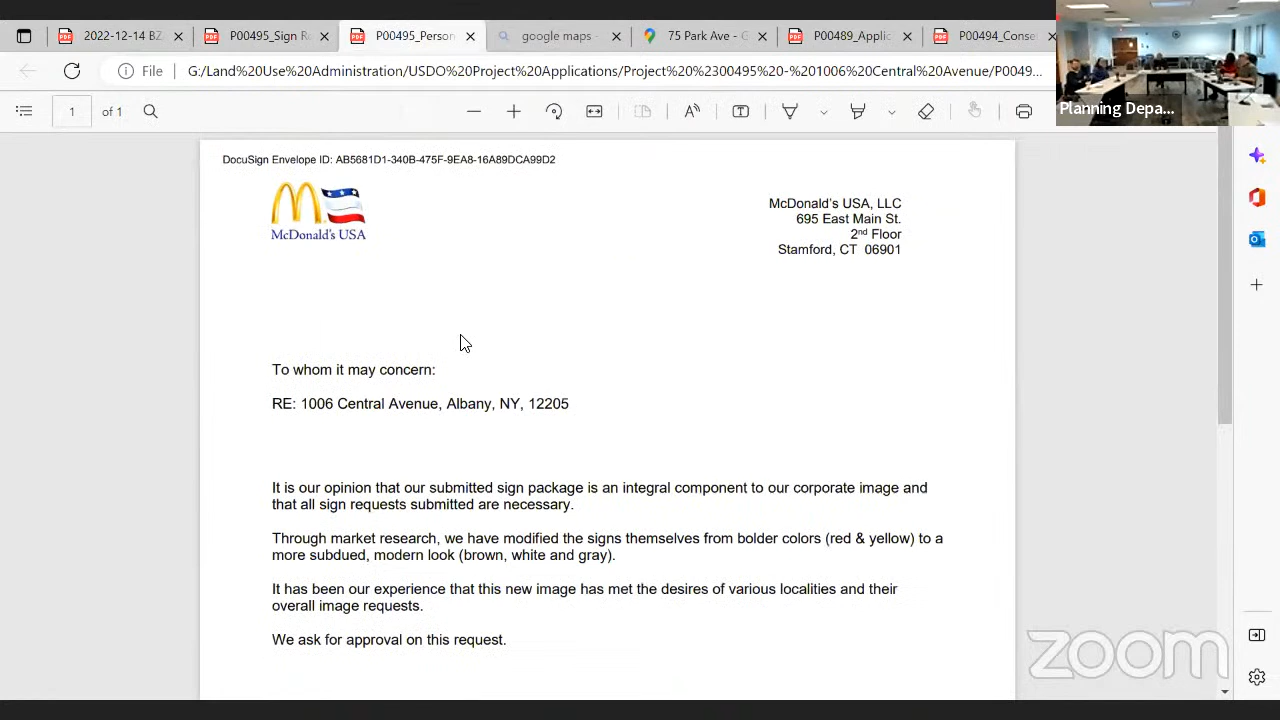 2022-12-14 BZ
P00495_Sign R
P00495_Person
google maps -
75 Park Ave - G
P00489_Applic
P00494_Conse
File
G:/Land%20Use%20Administration/USDO%20Project%20Applications/Project%20%2300495%20-%201006%20Central%20Avenue/P0049...
Planning Depa...
1 of 1
DocuSign Envelope ID: AB5681D1-340B-475F-9EA8-16A89DCA99D2
McDonald's USA
McDonald's USA, LLC
695 East Main St.
2nd Floor
Stamford, CT 06901
To whom it may concern:
RE: 1006 Central Avenue, Albany, NY, 12205
It is our opinion that our submitted sign package is an integral component to our corporate image and
that all sign requests submitted are necessary.
Through market research, we have modified the signs themselves from bolder colors (red & yellow) to a
more subdued, modern look (brown, white and gray).
It has been our experience that this new image has met the desires of various localities and their
overall image requests.
We ask for approval on this request.
zoom